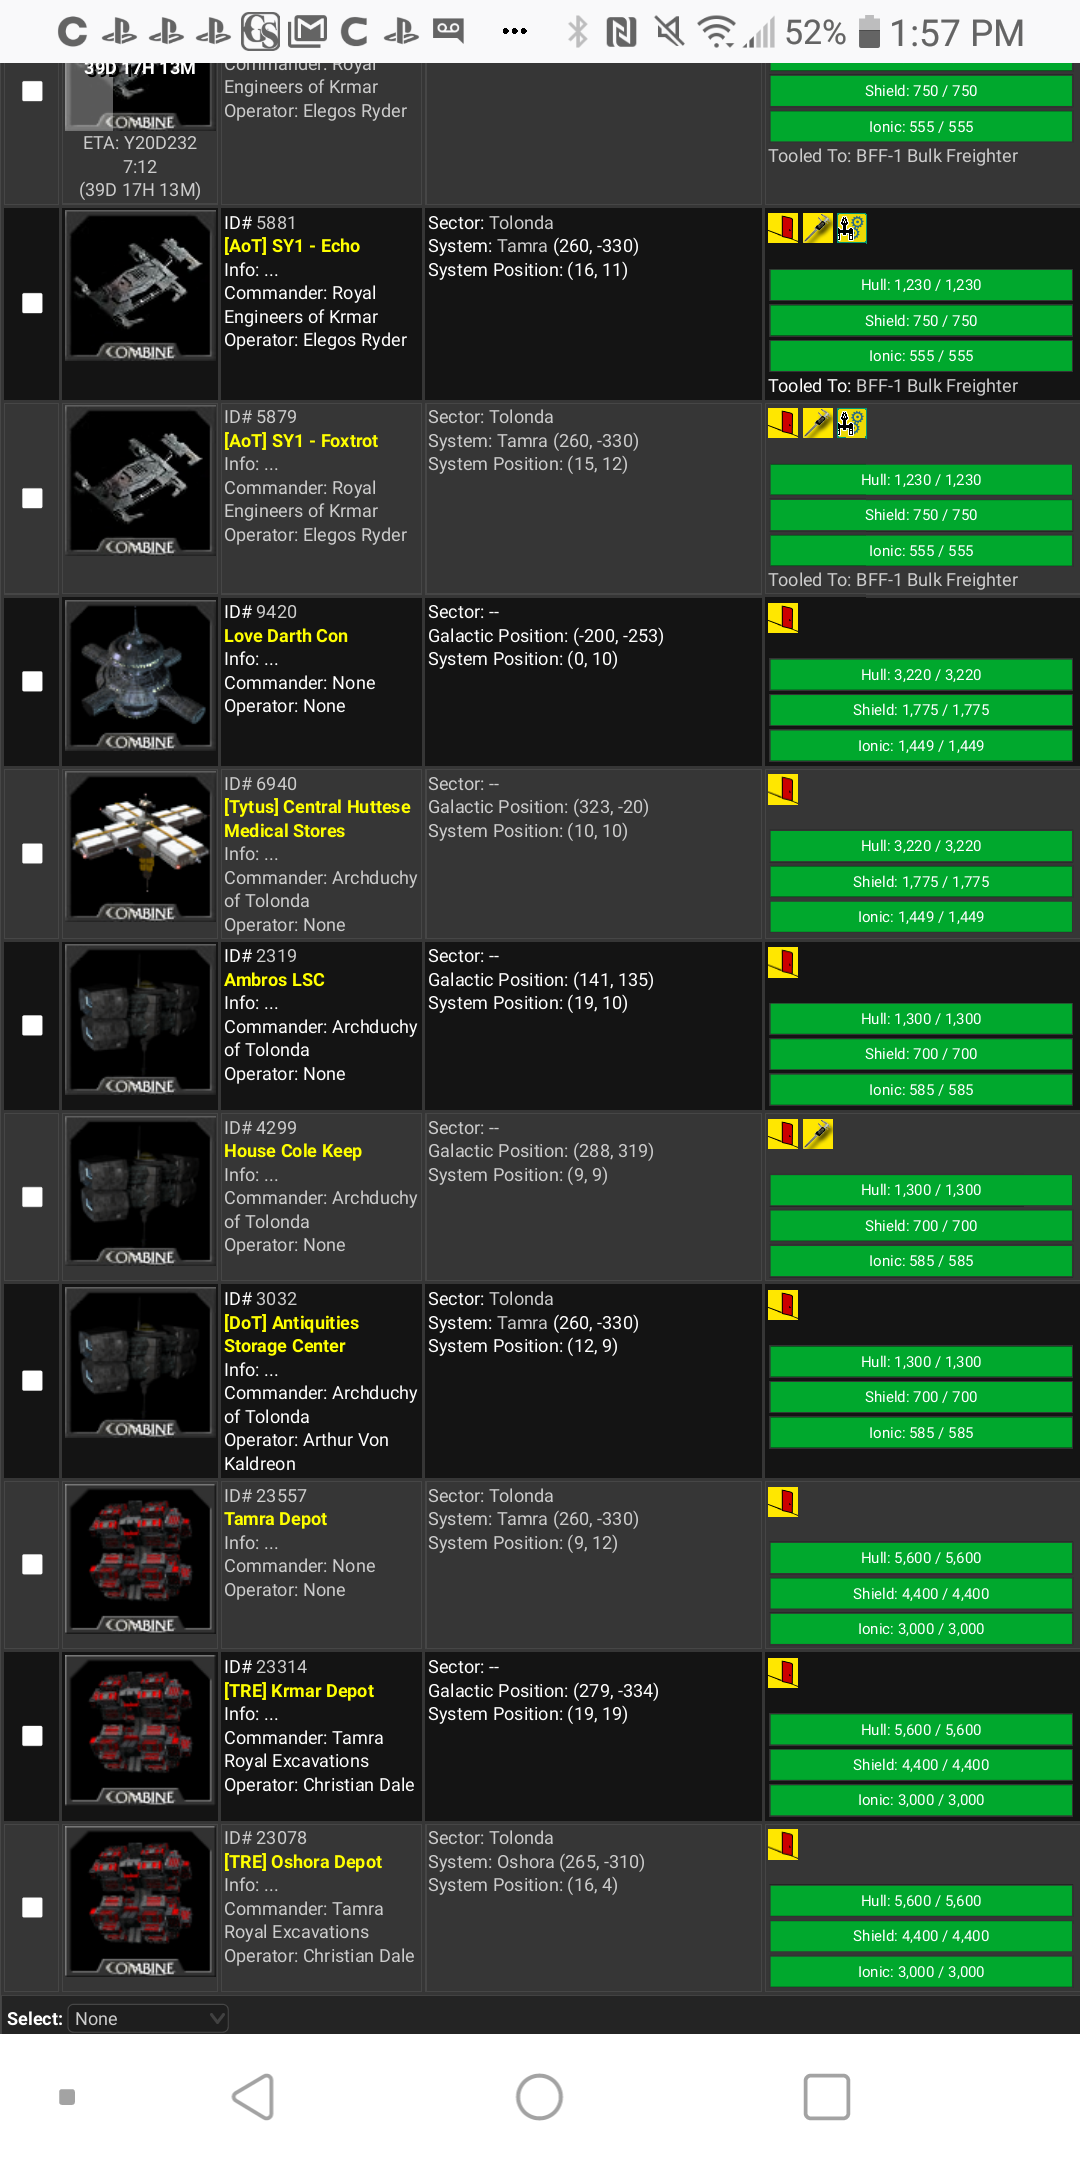 52% 1:57 PM
39D 17H 13M
COMBINE
ETA: Y20D232
7:12
(39D 17H 13M)
Commander: Royal
Engineers of Krmar
Operator: Elegos Ryder
Shield: 750 / 750
Ionic: 555 / 555
Tooled To: BFF-1 Bulk Freighter
COMBINE
ID# 5881
[AoT] SY1 - Echo
Info: ...
Commander: Royal
Engineers of Krmar
Operator: Elegos Ryder
Sector: Tolonda
System: Tamra (260, -330)
System Position: (16, 11)
Hull: 1,230 / 1,230
Shield: 750 / 750
Ionic: 555 / 555
Tooled To: BFF-1 Bulk Freighter
COMBINE
ID# 5879
[AoT] SY1 - Foxtrot
Info: ...
Commander: Royal
Engineers of Krmar
Operator: Elegos Ryder
Sector: Tolonda
System: Tamra (260, -330)
System Position: (15, 12)
Hull: 1,230 / 1,230
Shield: 750 / 750
Ionic: 555 / 555
Tooled To: BFF-1 Bulk Freighter
COMBINE
ID# 9420
Love Darth Con
Info: ...
Commander: None
Operator: None
Sector: --
Galactic Position: (-200, -253)
System Position: (0, 10)
Hull: 3,220 / 3,220
Shield: 1,775 / 1,775
Ionic: 1,449 / 1,449
COMBINE
ID# 6940
[Tytus] Central Huttese
Medical Stores
Info: ...
Commander: Archduchy
of Tolonda
Operator: None
Sector: --
Galactic Position: (323, -20)
System Position: (10, 10)
Hull: 3,220 / 3,220
Shield: 1,775 / 1,775
Ionic: 1,449 / 1,449
COMBINE
ID# 2319
Ambros LSC
Info: ...
Commander: Archduchy
of Tolonda
Operator: None
Sector: --
Galactic Position: (141, 135)
System Position: (19, 10)
Hull: 1,300 / 1,300
Shield: 700 / 700
Ionic: 585 / 585
COMBINE
ID# 4299
House Cole Keep
Info: ...
Commander: Archduchy
of Tolonda
Operator: None
Sector: --
Galactic Position: (288, 319)
System Position: (9, 9)
Hull: 1,300 / 1,300
Shield: 700 / 700
Ionic: 585 / 585
COMBINE
ID# 3032
[DoT] Antiquities
Storage Center
Info: ...
Commander: Archduchy
of Tolonda
Operator: Arthur Von
Kaldreon
Sector: Tolonda
System: Tamra (260, -330)
System Position: (12, 9)
Hull: 1,300 / 1,300
Shield: 700 / 700
Ionic: 585 / 585
COMBINE
ID# 23557
Tamra Depot
Info: ...
Commander: None
Operator: None
Sector: Tolonda
System: Tamra (260, -330)
System Position: (9, 12)
Hull: 5,600 / 5,600
Shield: 4,400 / 4,400
Ionic: 3,000 / 3,000
COMBINE
ID# 23314
[TRE] Krmar Depot
Info: ...
Commander: Tamra
Royal Excavations
Operator: Christian Dale
Sector: --
Galactic Position: (279, -334)
System Position: (19, 19)
Hull: 5,600 / 5,600
Shield: 4,400 / 4,400
Ionic: 3,000 / 3,000
COMBINE
ID# 23078
[TRE] Oshora Depot
Info: ...
Commander: Tamra
Royal Excavations
Operator: Christian Dale
Sector: Tolonda
System: Oshora (265, -310)
System Position: (16, 4)
Hull: 5,600 / 5,600
Shield: 4,400 / 4,400
Ionic: 3,000 / 3,000
Select: None